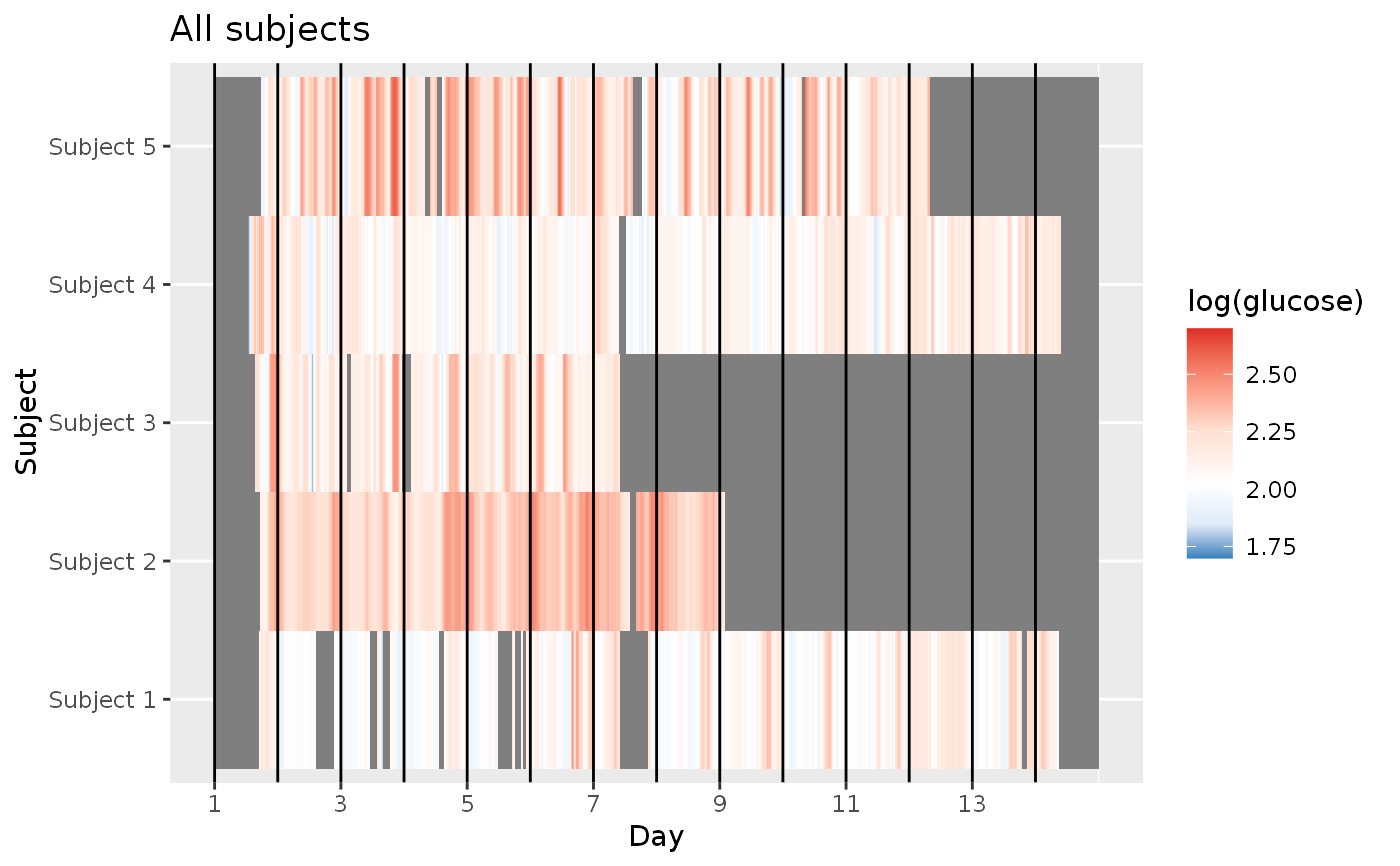 All subjects
Subject 5
Subject 4
Subject 3
Subject 2
Subject 1
Subject
1 3 5 7 9 11 13
Day
log(glucose)
2.50
2.25
2.00
1.75